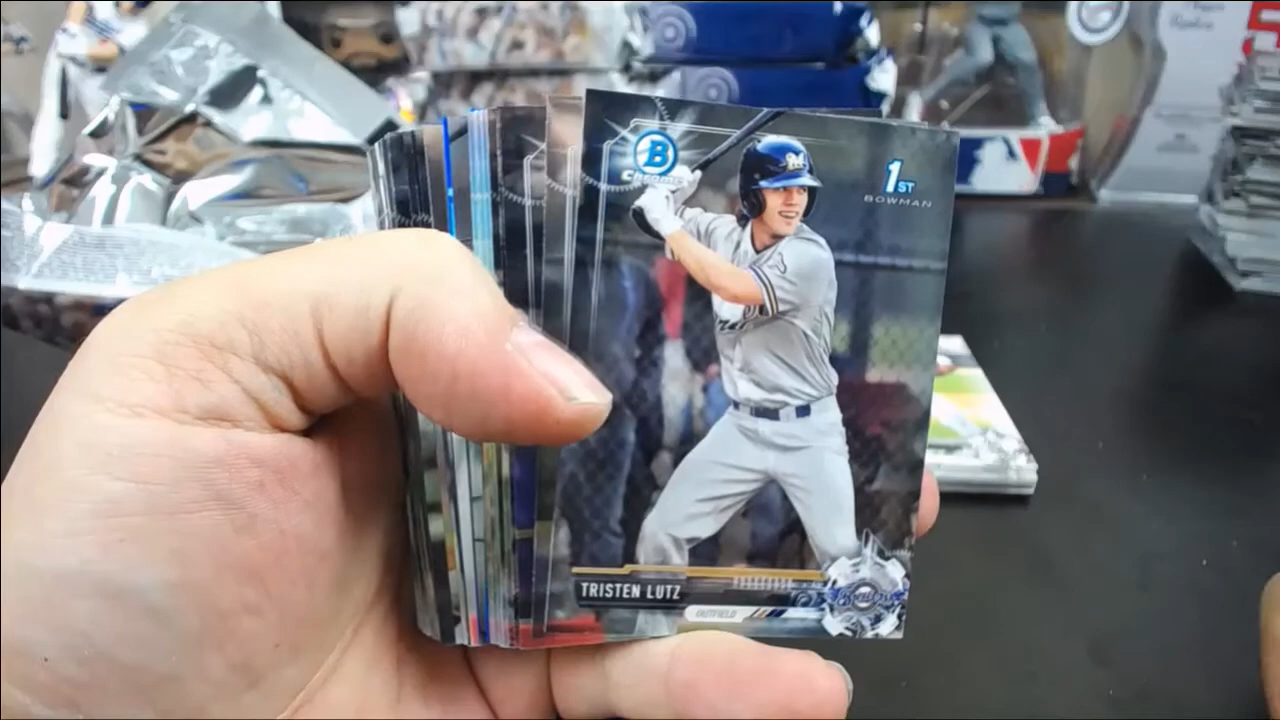 B
Chrome
1ST
BOWMAN
M
TRISTEN LUTZ
OUTFIELD